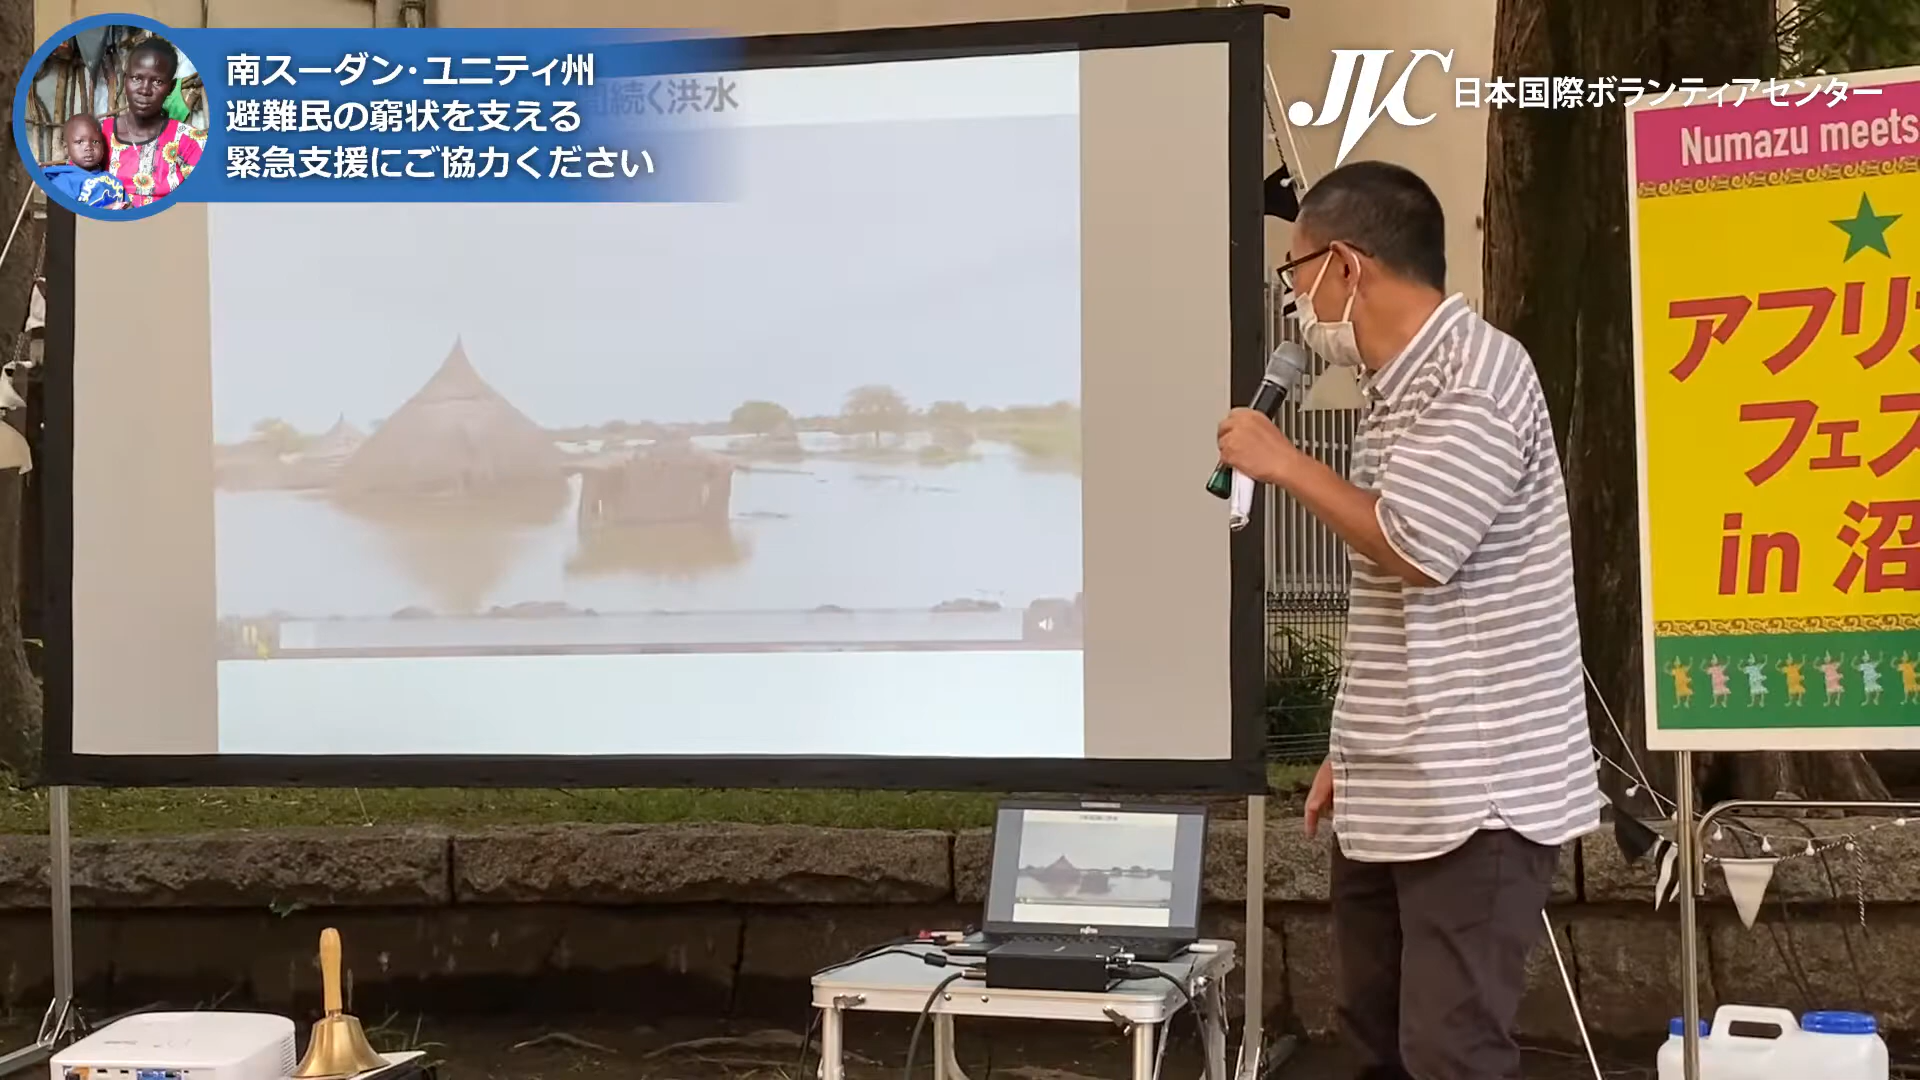 南スーダン・ユニティ州
避難民の窮状を支える
緊急支援にご協力ください
続く洪水
JVC 日本国際ボランティアセンター
Numazu meets
アフリ
フェス
in 沼